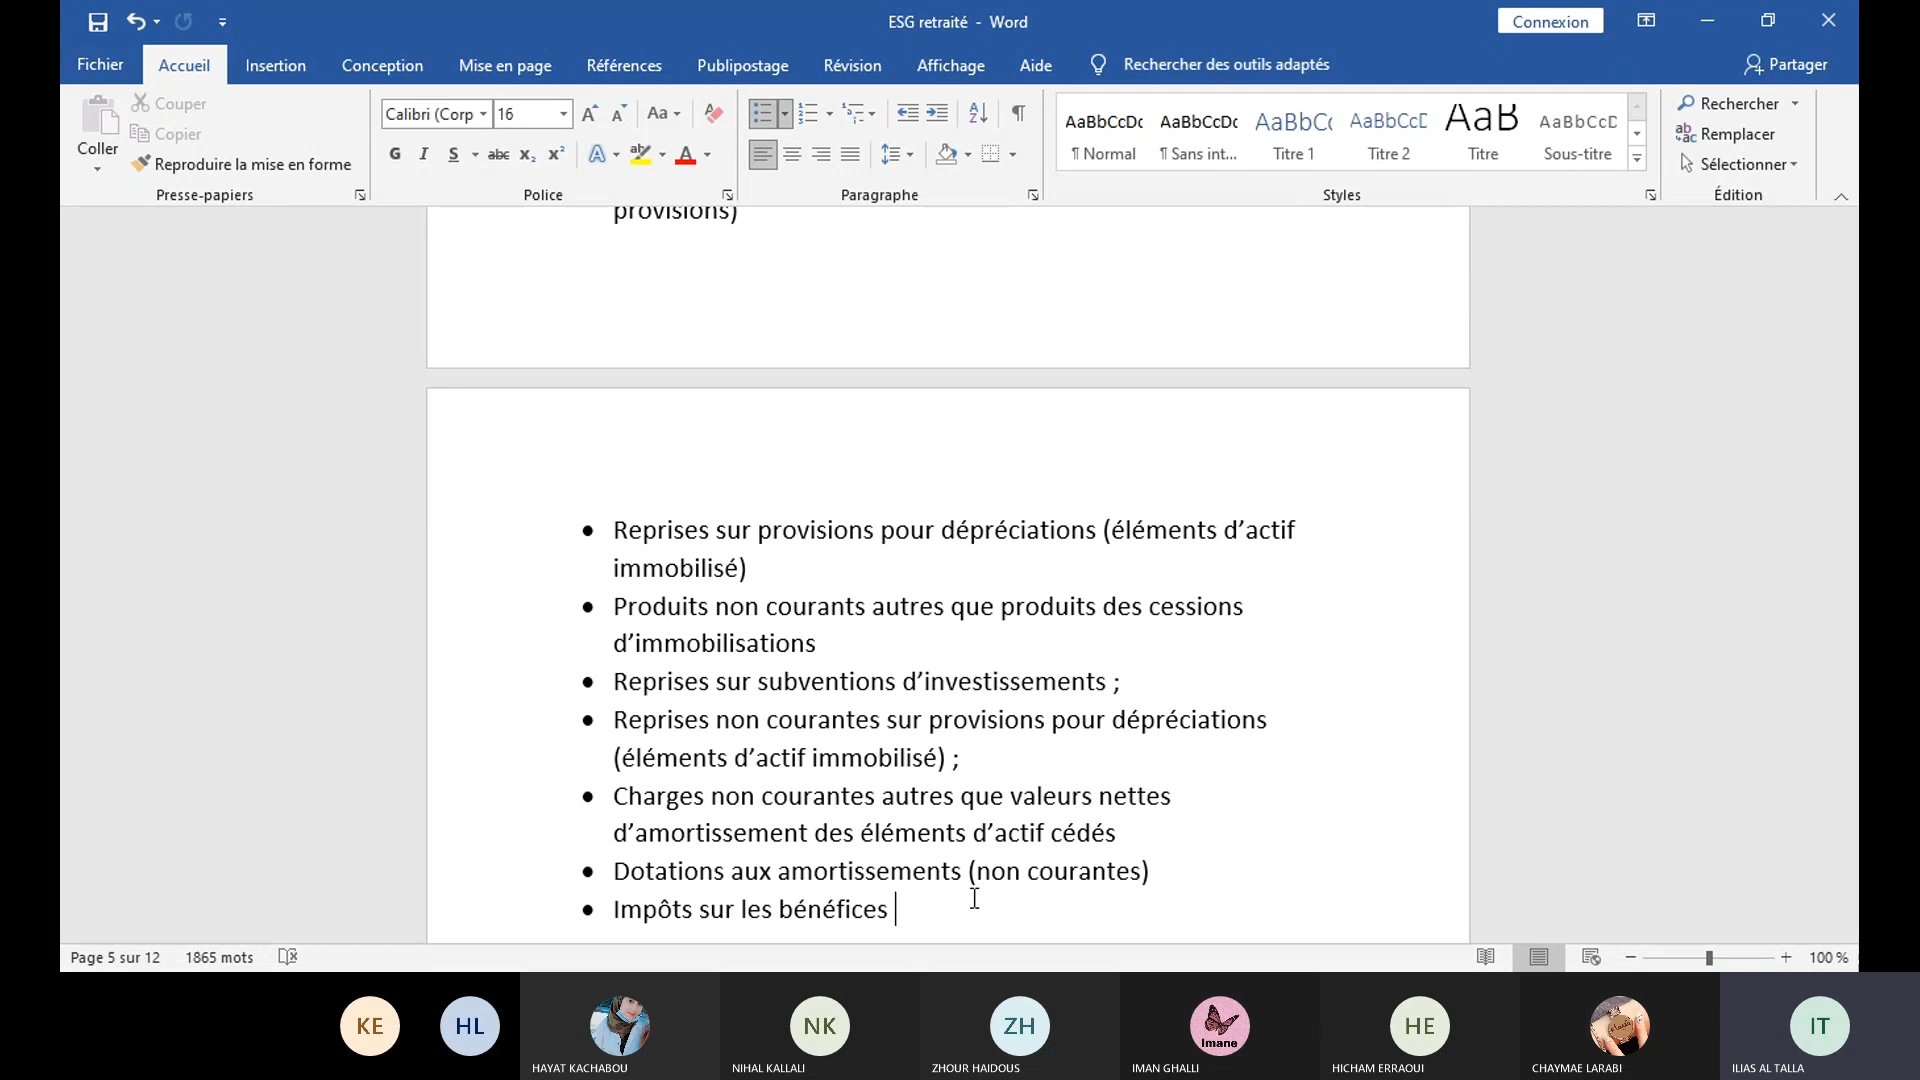 ESG retraité - Word
Connexion
Fichier Accueil Insertion Conception Mise en page Références Publipostage Révision Affichage Aide Rechercher des outils adaptés Partager
Coller
Couper
Copier
Reproduire la mise en forme
Presse-papiers
Calibri (Corp 16
Aa
G I S abc x₂ x² A ab A
Police
Paragraphe
AaBbCcDc AaBbCcDc AaBbCc AaBbCcC AaB AaBbCcD
¶ Normal ¶ Sans int... Titre 1 Titre 2 Titre Sous-titre
Styles
Rechercher
Remplacer
Sélectionner
Édition
provisions)
• Reprises sur provisions pour dépréciations (éléments d’actif
immobilisé)
• Produits non courants autres que produits des cessions
d’immobilisations
• Reprises sur subventions d’investissements ;
• Reprises non courantes sur provisions pour dépréciations
(éléments d’actif immobilisé) ;
• Charges non courantes autres que valeurs nettes
d’amortissement des éléments d’actif cédés
• Dotations aux amortissements (non courantes)
• Impôts sur les bénéfices
Page 5 sur 12 1865 mots 100 %
KE HL NK ZH Imane HE IT
HAYAT KACHABOU NIHAL KALLALI ZHOUR HAIDOUS IMAN GHALLI HICHAM ERRAOUI CHAYMAE LARABI ILIAS AL TALLA